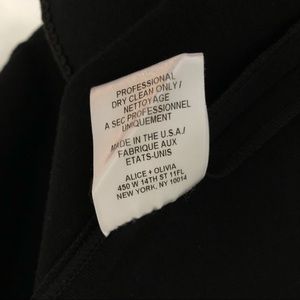 PROFESSIONAL
DRY CLEAN ONLY/
NETTOYAGE
A SEC PROFESSIONNEL
UNIQUEMENT
MADE IN THE U.S.A/
FABRIQUE AUX
ETATS-UNIS
ALICE + OLIVIA
450 W 14TH ST 11FL
NEW YORK, NY 10014